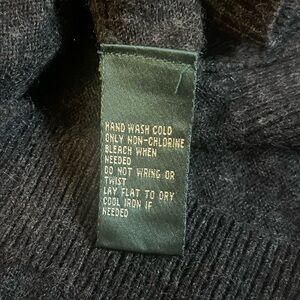 HAND WASH COLD
ONLY NON-CHLORINE
BLEACH WHEN
NEEDED
DO NOT WRING OR
TWIST
LAY FLAT TO DRY
COOL IRON IF
NEEDED